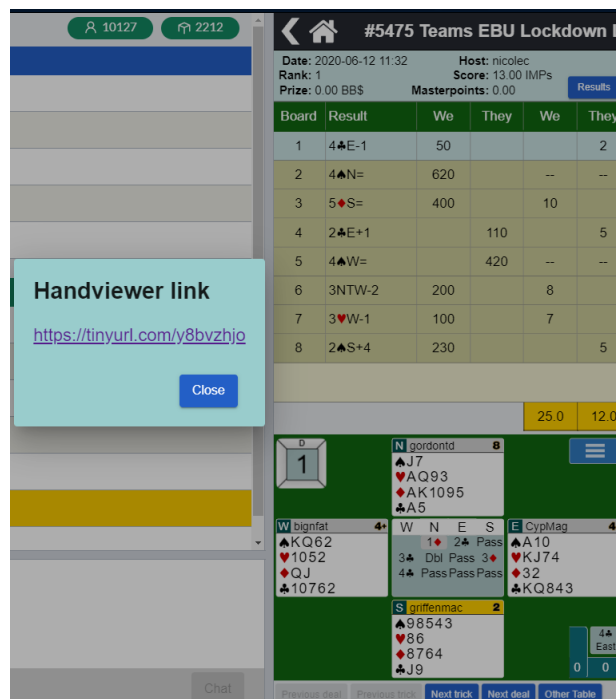 10127 2212
#5475 Teams EBU Lockdown
Date: 2020-06-12 11:32 Host: nicolec
Rank: 1 Score: 13.00 IMPs
Prize: 0.00 BB$ Masterpoints: 0.00
Results
Board Result We They We They
1 4♣E-1 50 2
2 4♠N= 620 -- --
3 5♦S= 400 10
4 2♣E+1 110 5
5 4♠W= 420 -- --
6 3NTW-2 200 8
7 3♥W-1 100 7
8 2♠S+4 230 5
25.0 12.0
Handviewer link
https://tinyurl.com/y8bvzhjo
Close
D
1
N gordontd 8
♠J7
♥AQ93
♦AK1095
♣A5
W bignfat 4+
♠KQ62
♥1052
♦QJ
♣10762
W N E S
1♦ 2♣ Pass
3♣ Dbl Pass 3♦
4♣ Pass Pass Pass
E CypMag 4
♠A10
♥KJ74
♦32
♣KQ843
S griffenmac 2
♠98543
♥86
♦8764
♣J9
4♣
East
0 0
Chat
Previous deal Previous trick Next trick Next deal Other Table